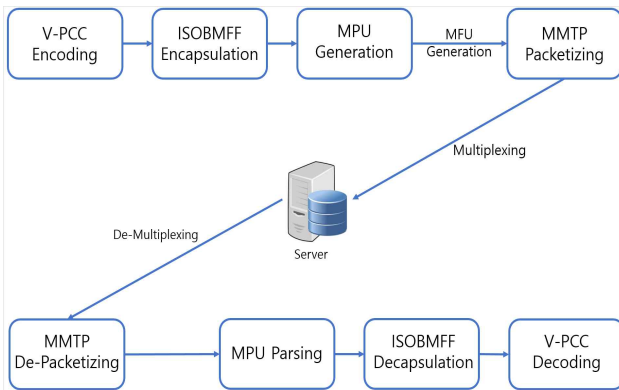 V-PCC
Encoding
ISOBMFF
Encapsulation
MPU
Generation
MFU
Generation
MMTP
Packetizing
Multiplexing
De-Multiplexing
Server
MMTP
De-Packetizing
MPU Parsing
ISOBMFF
Decapsulation
V-PCC
Decoding